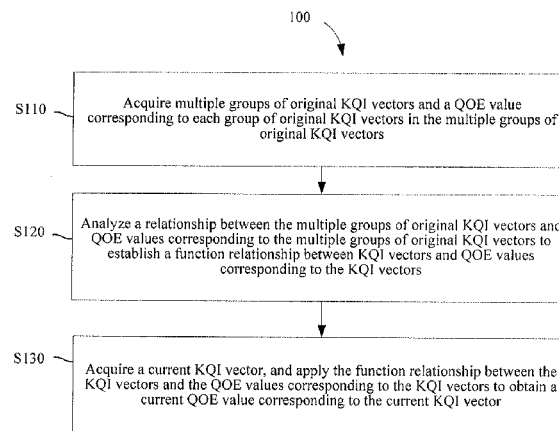 100
S110
Acquire multiple groups of original KQI vectors and a QOE value
corresponding to each group of original KQI vectors in the multiple groups of
original KQI vectors
S120
Analyze a relationship between the multiple groups of original KQI vectors and
QOE values corresponding to the multiple groups of original KQI vectors to
establish a function relationship between KQI vectors and QOE values
corresponding to the KQI vectors
S130
Acquire a current KQI vector, and apply the function relationship between the
KQI vectors and the QOE values corresponding to the KQI vectors to obtain a
current QOE value corresponding to the current KQI vector